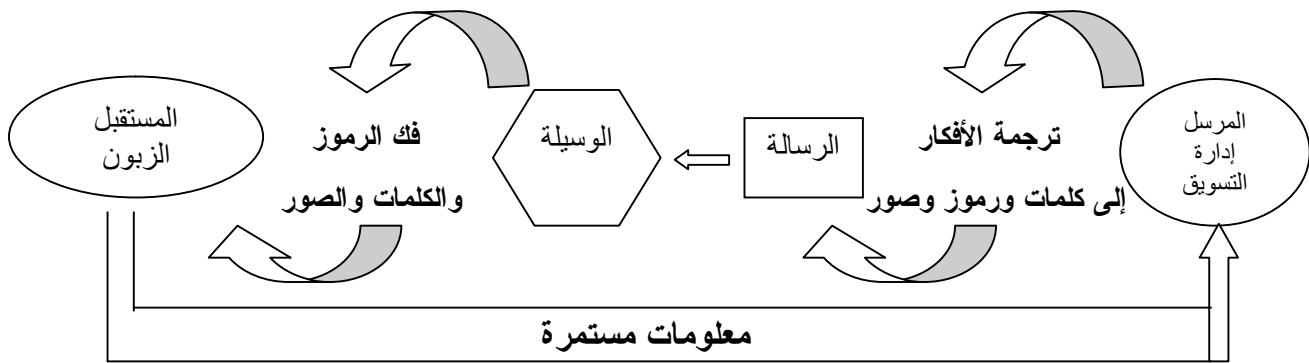 المرسل
إدارة
التسويق
ترجمة الأفكار
إلى كلمات ورموز وصور
الرسالة
الوسيلة
فك الرموز
والكلمات والصور
المستقبل
الزبون
معلومات مستمرة